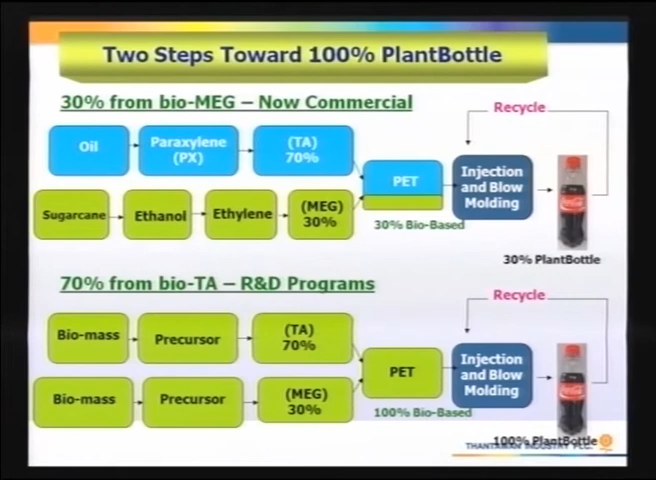 Two Steps Toward 100% PlantBottle
30% from bio-MEG – Now Commercial
Recycle
Oil
Paraxylene
(PX)
(TA)
70%
PET
Injection
and Blow
Molding
Sugarcane
Ethanol
Ethylene
(MEG)
30%
30% Bio-Based
30% PlantBottle
70% from bio-TA – R&D Programs
Recycle
Bio-mass
Precursor
(TA)
70%
PET
Injection
and Blow
Molding
Bio-mass
Precursor
(MEG)
30%
100% Bio-Based
100% PlantBottle
THANTAWAN INDUSTRY PLC.